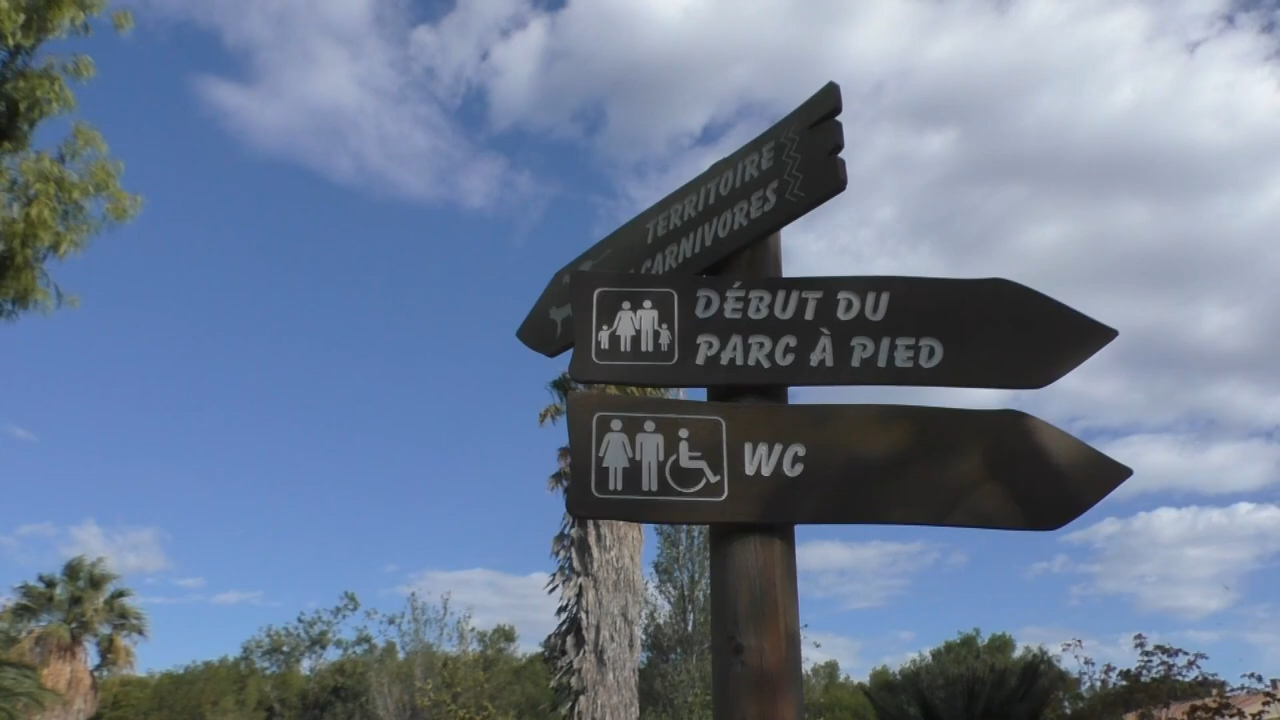 TERRITOIRE
CARNIVORES
DÉBUT DU
PARC À PIED
WC